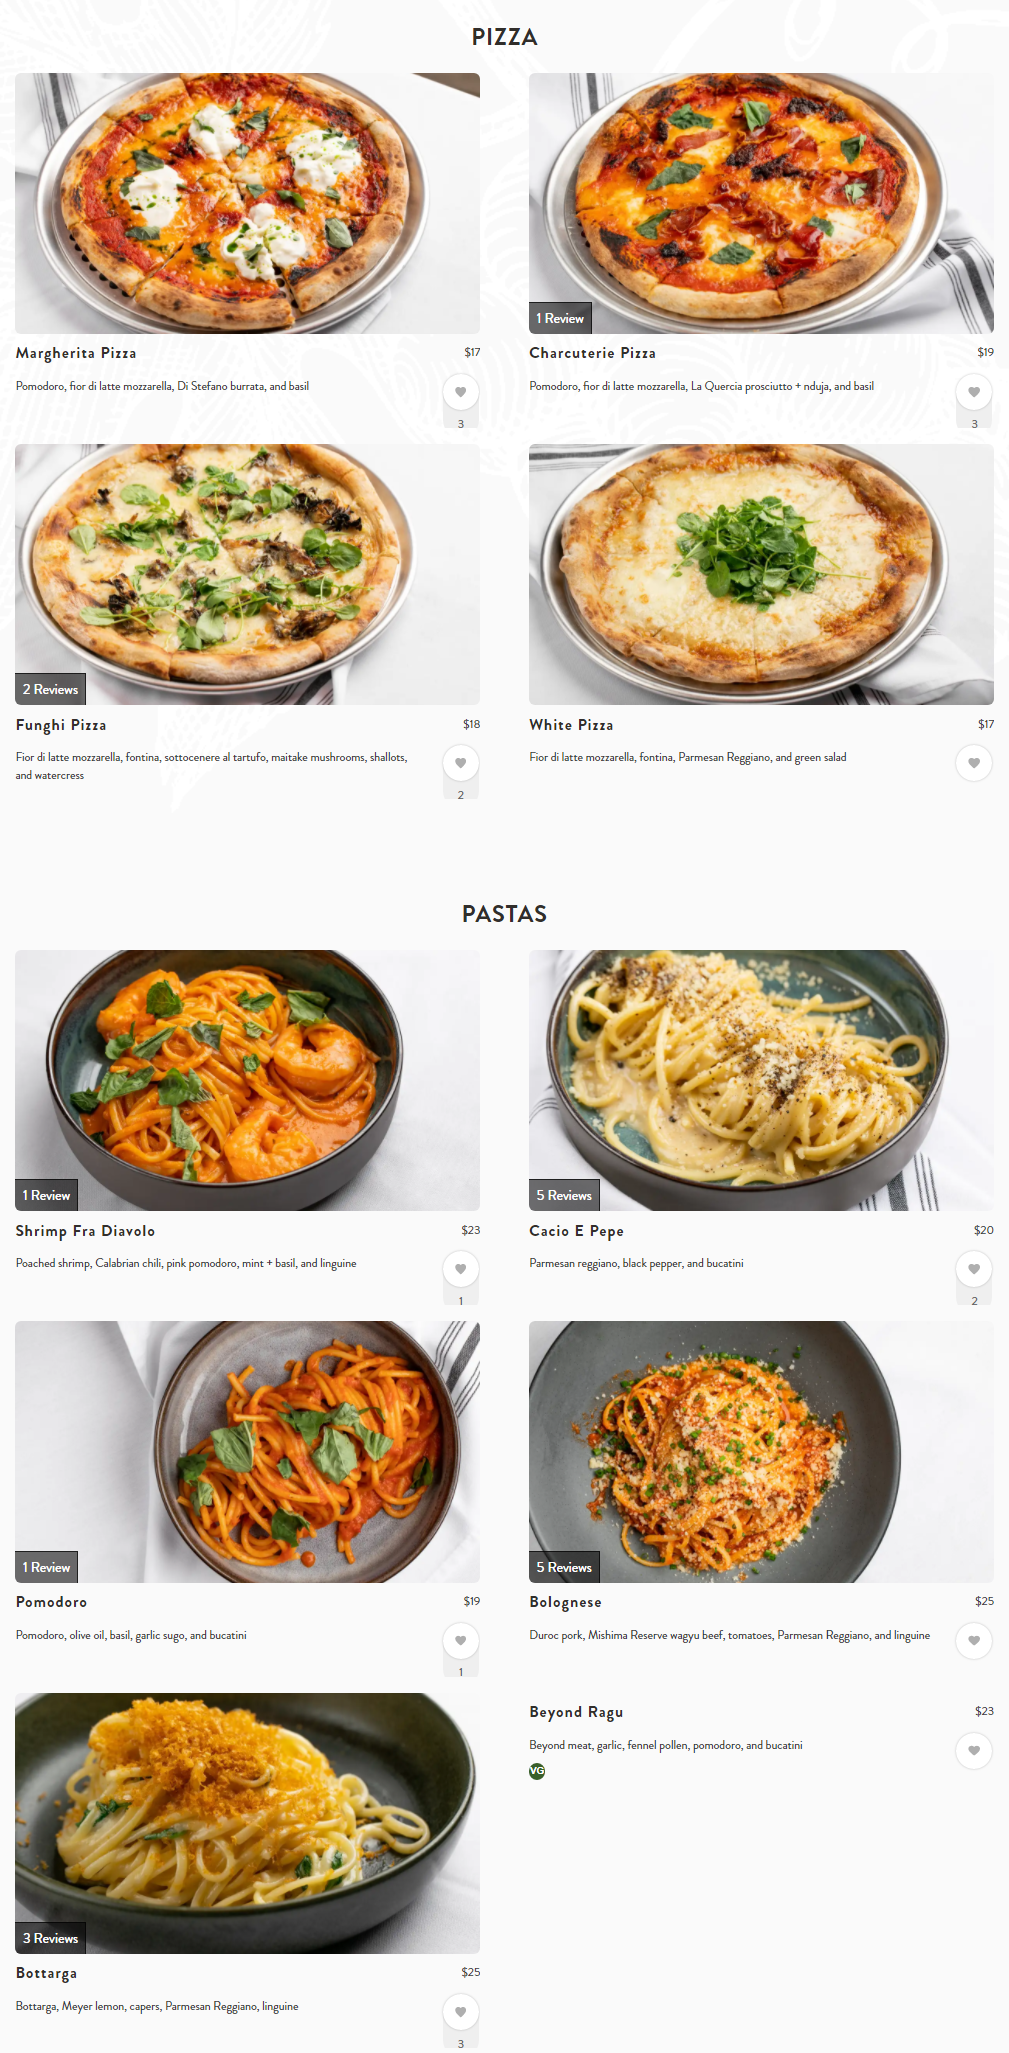 PIZZA
1 Review
Margherita Pizza $17
Pomodoro, fior di latte mozzarella, Di Stefano burrata, and basil
3
Charcuterie Pizza $19
Pomodoro, fior di latte mozzarella, La Quercia prosciutto + nduja, and basil
3
2 Reviews
Funghi Pizza $18
Fior di latte mozzarella, fontina, sottocenere al tartufo, maitake mushrooms, shallots,
and watercress
2
White Pizza $17
Fior di latte mozzarella, fontina, Parmesan Reggiano, and green salad
PASTAS
1 Review
Shrimp Fra Diavolo $23
Poached shrimp, Calabrian chili, pink pomodoro, mint + basil, and linguine
1
5 Reviews
Cacio E Pepe $20
Parmesan reggiano, black pepper, and bucatini
2
1 Review
Pomodoro $19
Pomodoro, olive oil, basil, garlic sugo, and bucatini
1
5 Reviews
Bolognese $25
Duroc pork, Mishima Reserve wagyu beef, tomatoes, Parmesan Reggiano, and linguine
3 Reviews
Bottarga $25
Bottarga, Meyer lemon, capers, Parmesan Reggiano, linguine
3
Beyond Ragu $23
Beyond meat, garlic, fennel pollen, pomodoro, and bucatini
VG